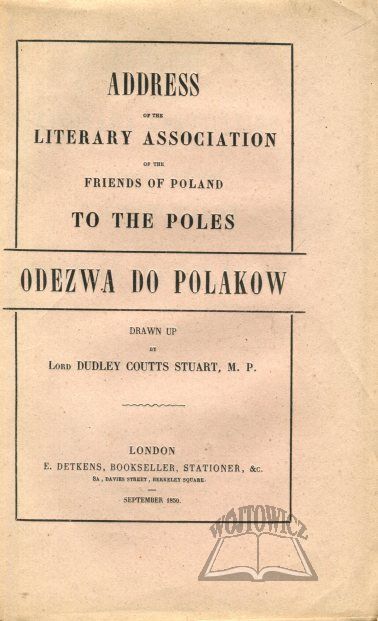 ADDRESS
OF THE
LITERARY ASSOCIATION
OF THE
FRIENDS OF POLAND
TO THE POLES
ODEZWA DO POLAKOW
DRAWN UP
BY
LORD DUDLEY COUTTS STUART, M. P.
LONDON
E. DETKENS, BOOKSELLER, STATIONER, &c.
8A, DAVIES STREET, BERKELEY SQUARE.
SEPTEMBER 1850.
WÓJTOWICZ